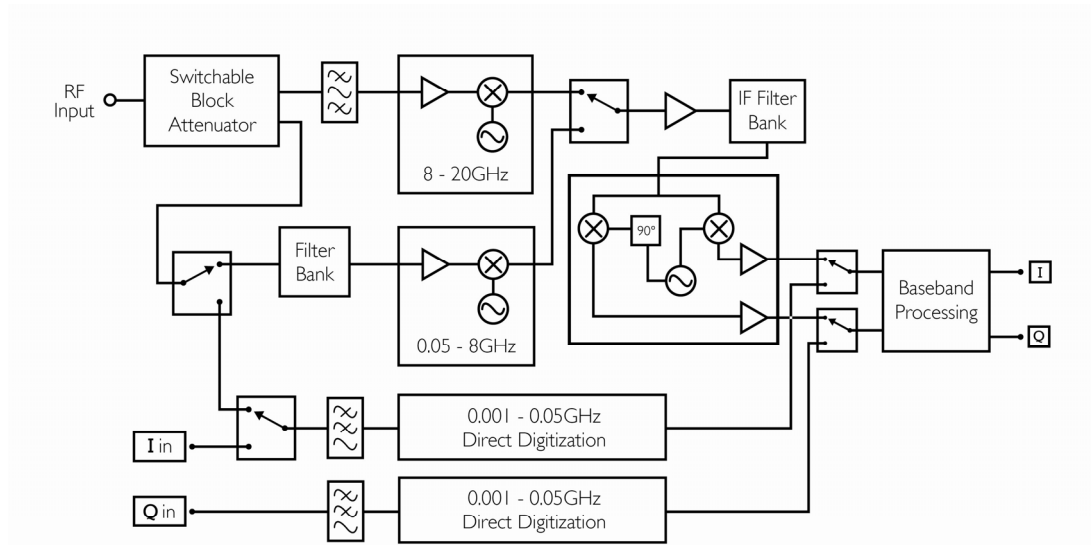 RF
Input
Switchable
Block
Attenuator
8 - 20GHz
IF Filter
Bank
90°
Filter
Bank
0.05 - 8GHz
Baseband
Processing
I
Q
I in
0.001 - 0.05GHz
Direct Digitization
Q in
0.001 - 0.05GHz
Direct Digitization